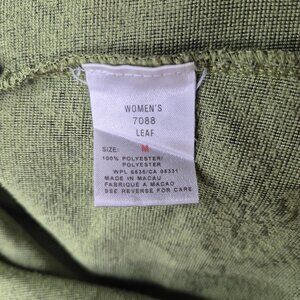 WOMEN'S
7088
LEAF
SIZE: M
100% POLYESTER/
POLYESTER
WPL 6635/CA 05331
MADE IN MACAU
FABRIQUE A MACAO
SEE REVERSE FOR CARE